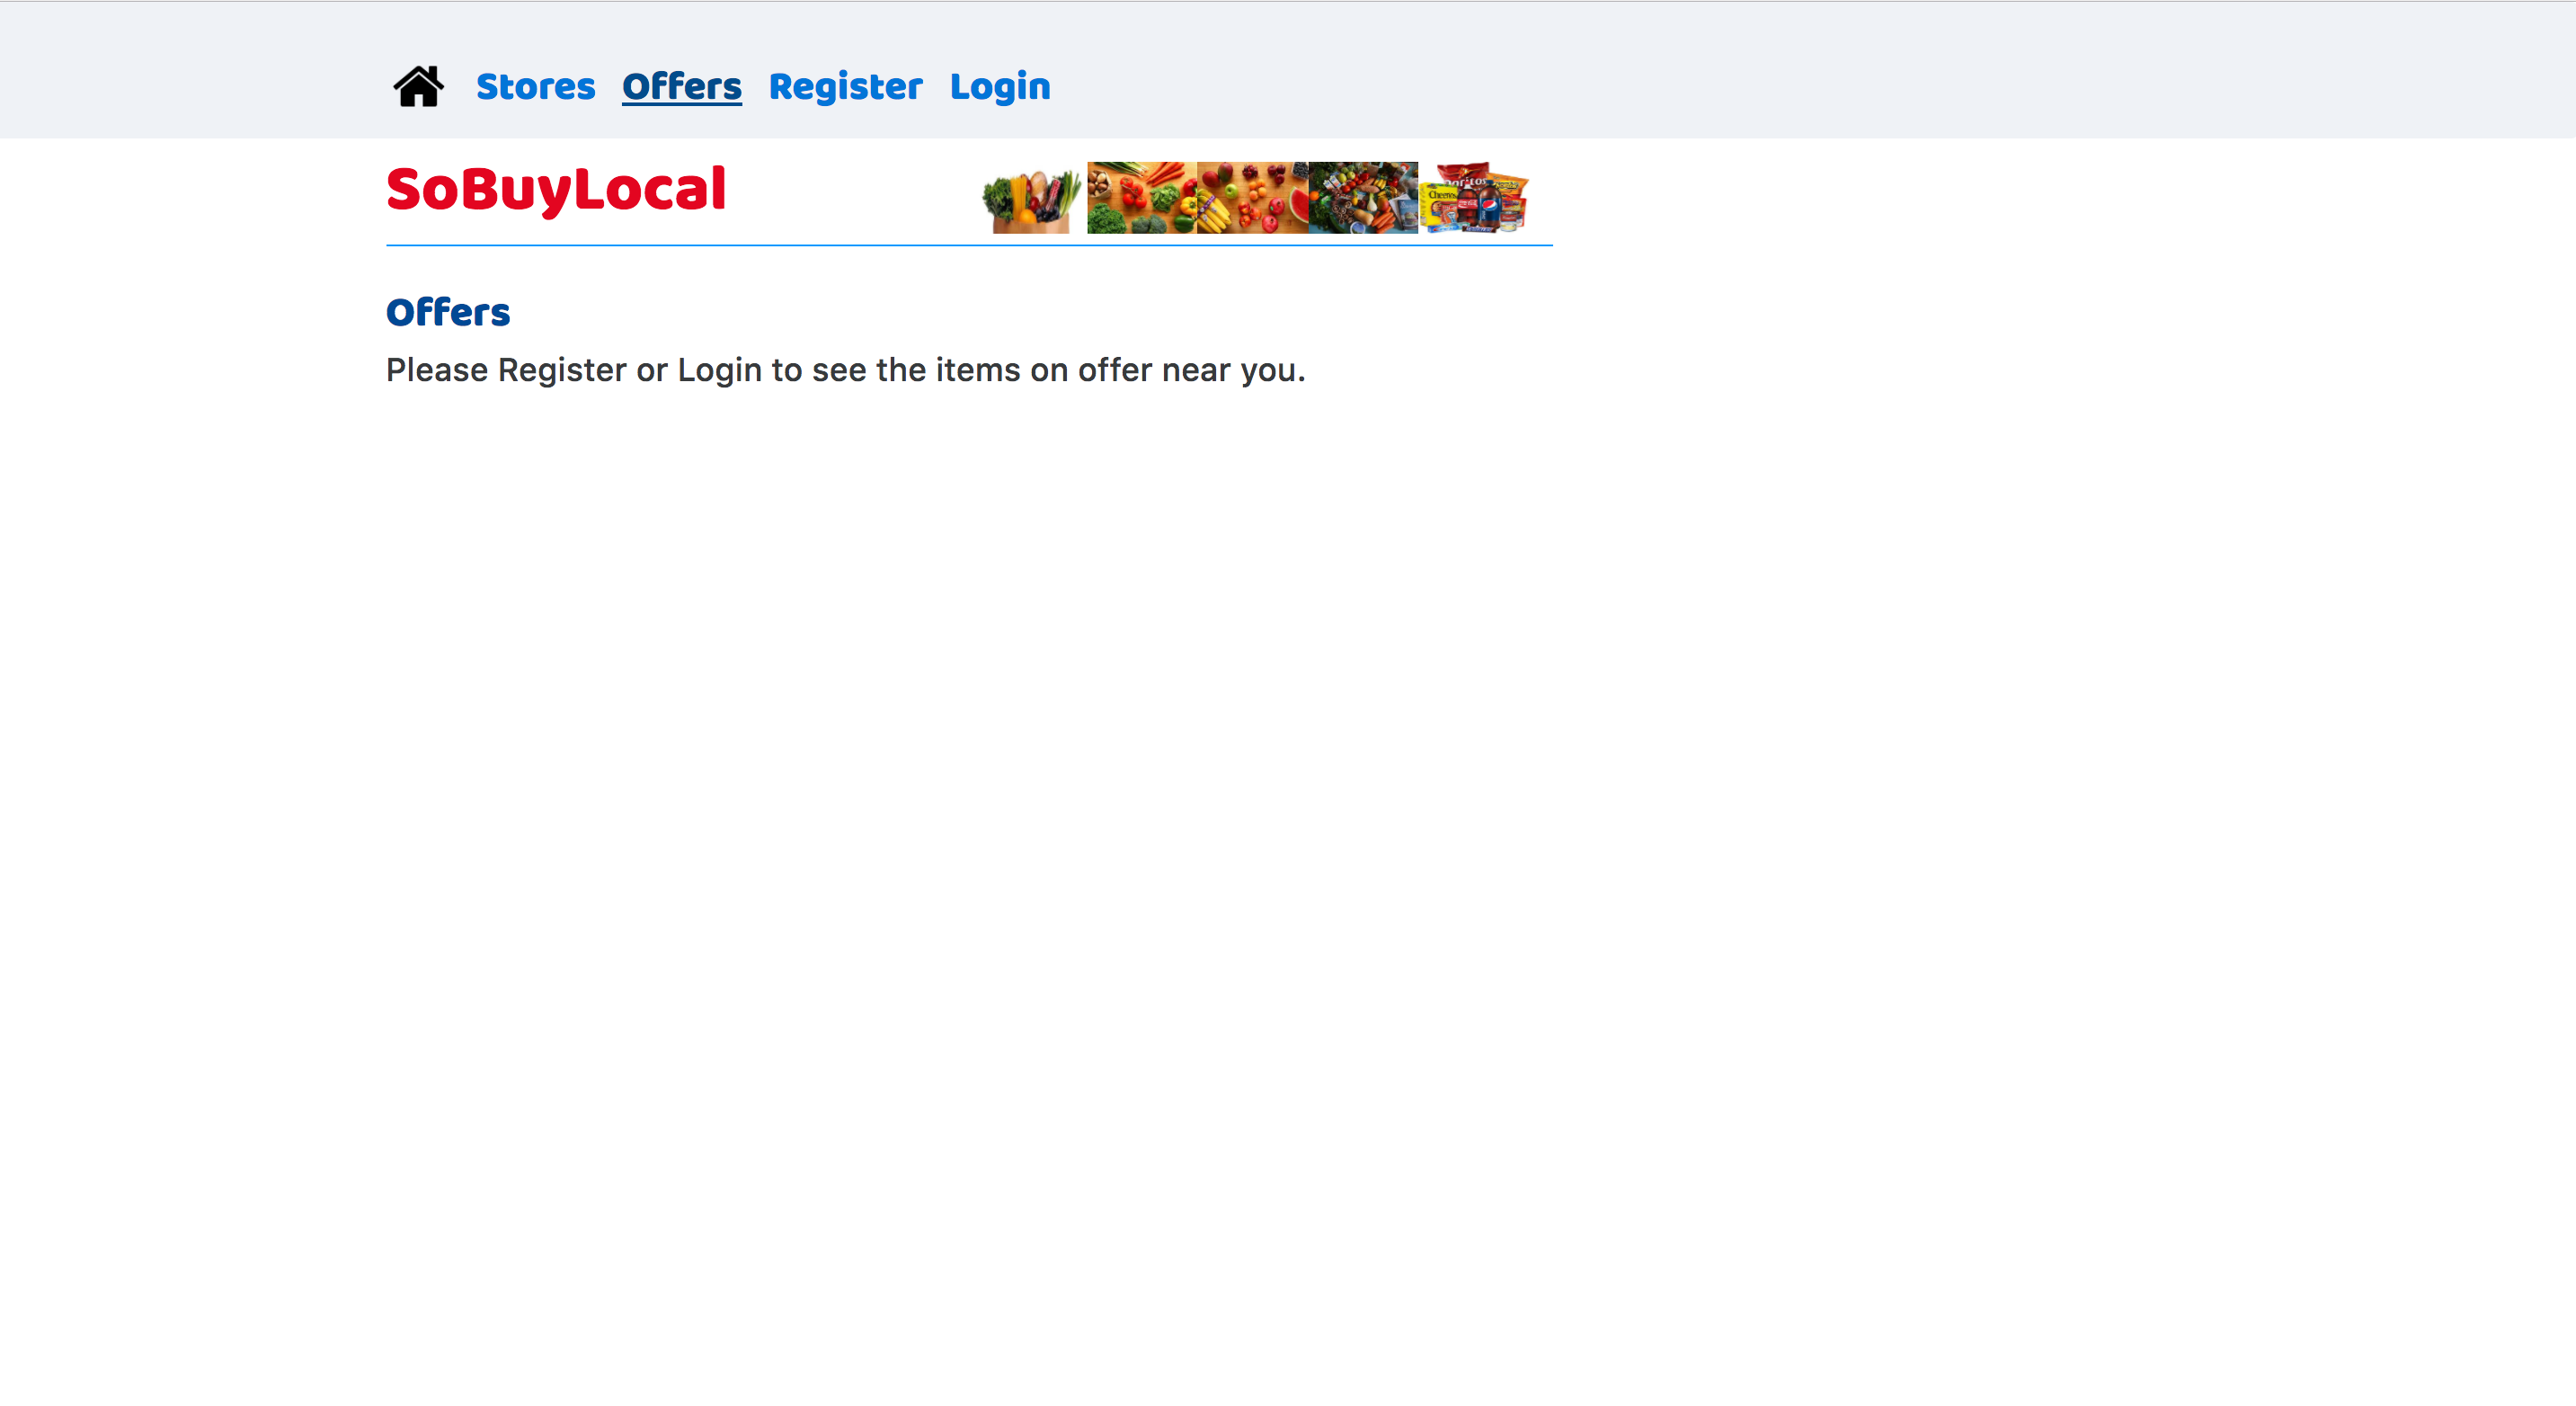 Stores Offers Register Login
SoBuyLocal
Offers
Please Register or Login to see the items on offer near you.